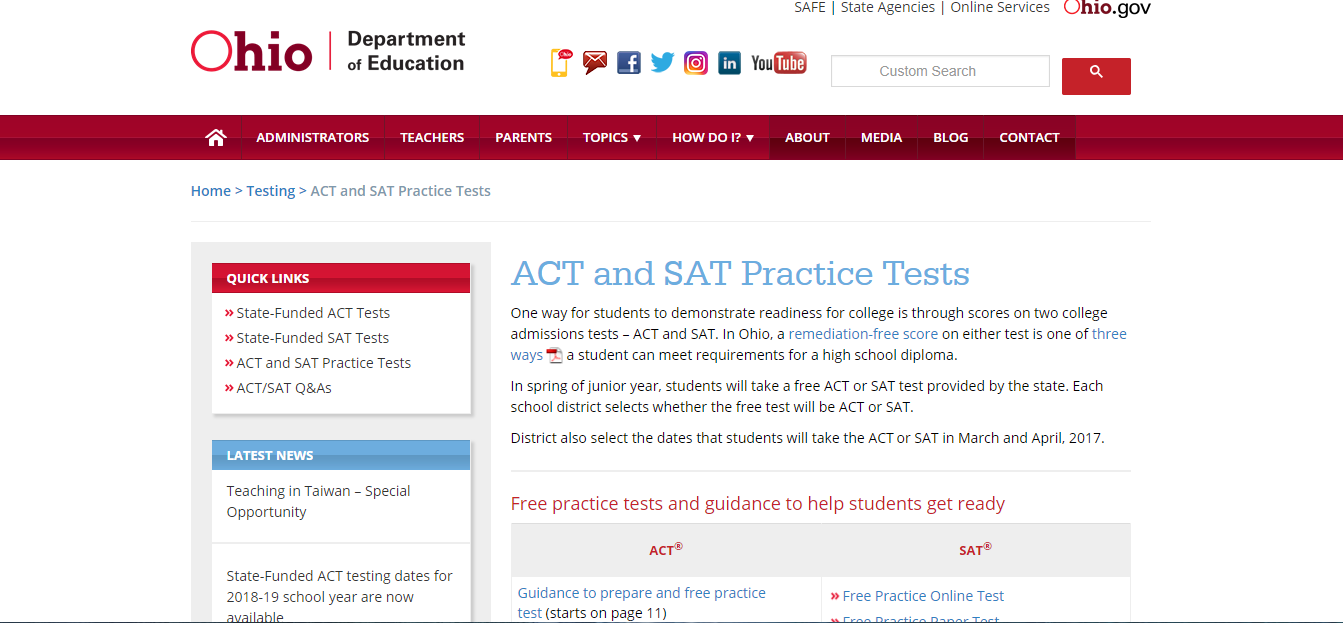 SAFE | State Agencies | Online Services Ohio.gov
Ohio Department of Education
Ohio
You Tube
Custom Search
ADMINISTRATORS TEACHERS PARENTS TOPICS ▼ HOW DO I? ▼ ABOUT MEDIA BLOG CONTACT
Home > Testing > ACT and SAT Practice Tests
QUICK LINKS
» State-Funded ACT Tests
» State-Funded SAT Tests
» ACT and SAT Practice Tests
» ACT/SAT Q&As
LATEST NEWS
Teaching in Taiwan – Special
Opportunity
State-Funded ACT testing dates for
2018-19 school year are now
available
ACT and SAT Practice Tests
One way for students to demonstrate readiness for college is through scores on two college
admissions tests – ACT and SAT. In Ohio, a remediation-free score on either test is one of three
ways a student can meet requirements for a high school diploma.
In spring of junior year, students will take a free ACT or SAT test provided by the state. Each
school district selects whether the free test will be ACT or SAT.
District also select the dates that students will take the ACT or SAT in March and April, 2017.
Free practice tests and guidance to help students get ready
ACT® SAT®
Guidance to prepare and free practice
test (starts on page 11)
» Free Practice Online Test
» Free Practice Paper Test